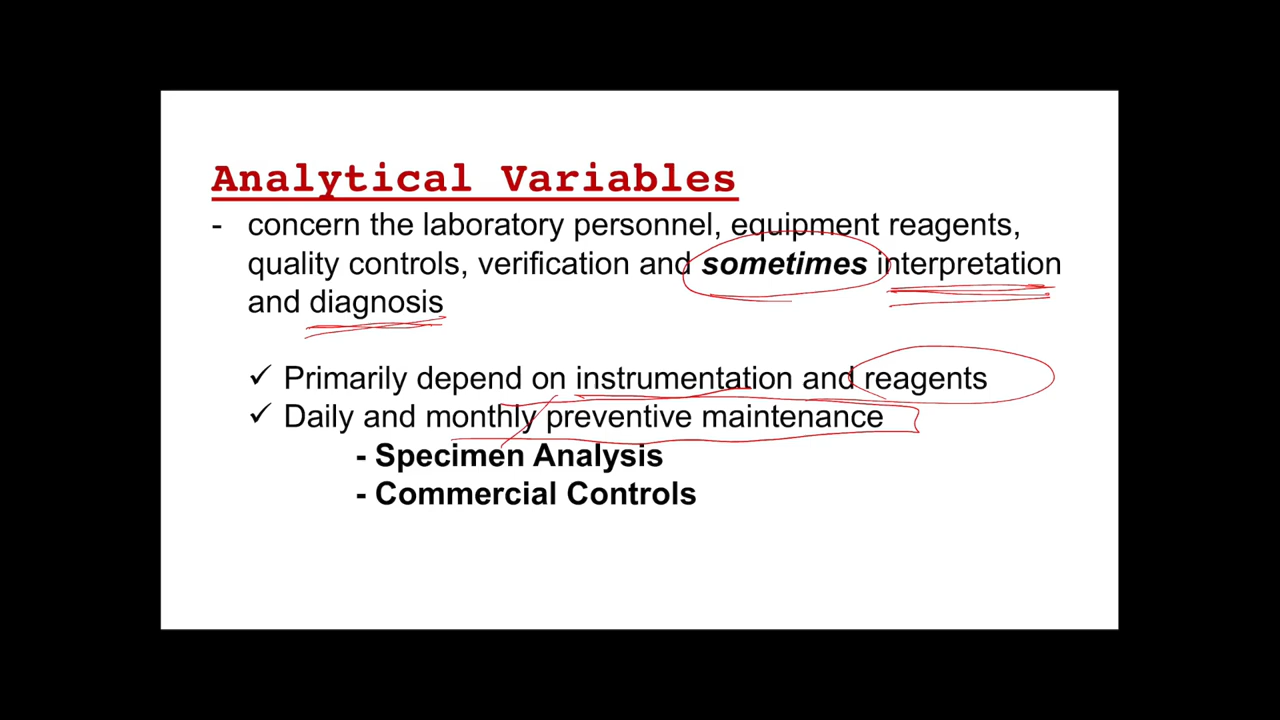 Analytical Variables
- concern the laboratory personnel, equipment reagents,
quality controls, verification and sometimes interpretation
and diagnosis
✓ Primarily depend on instrumentation and reagents
✓ Daily and monthly preventive maintenance
- Specimen Analysis
- Commercial Controls